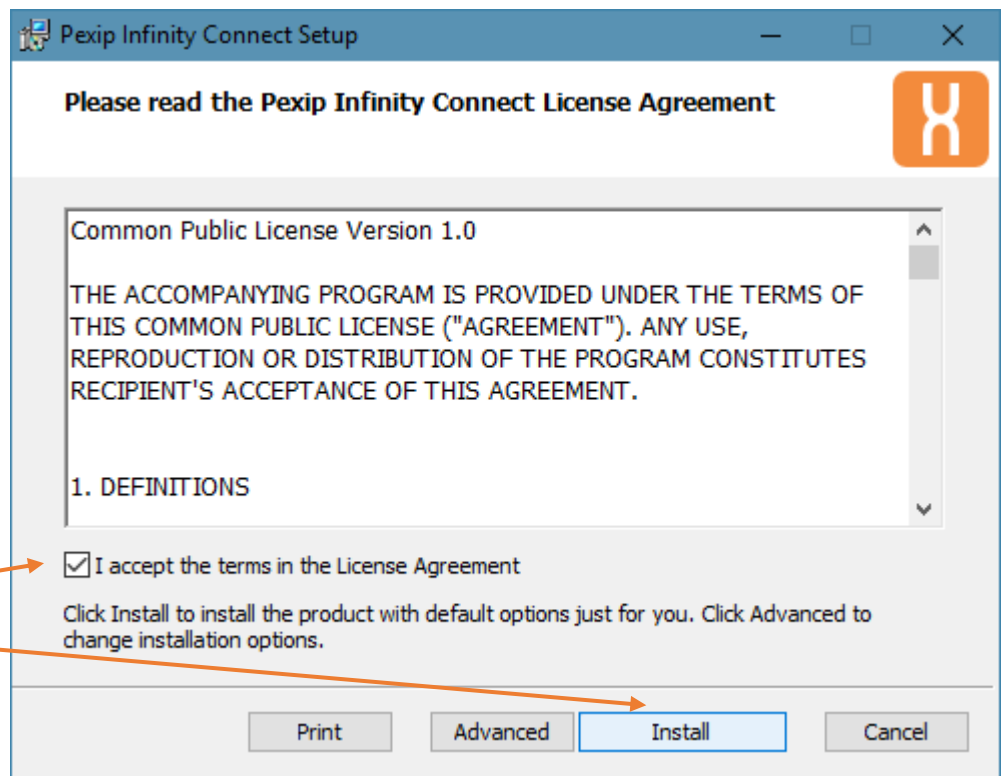 Pexip Infinity Connect Setup
Please read the Pexip Infinity Connect License Agreement
Common Public License Version 1.0
THE ACCOMPANYING PROGRAM IS PROVIDED UNDER THE TERMS OF
THIS COMMON PUBLIC LICENSE ("AGREEMENT"). ANY USE,
REPRODUCTION OR DISTRIBUTION OF THE PROGRAM CONSTITUTES
RECIPIENT'S ACCEPTANCE OF THIS AGREEMENT.
1. DEFINITIONS
I accept the terms in the License Agreement
Click Install to install the product with default options just for you. Click Advanced to
change installation options.
Print Advanced Install Cancel